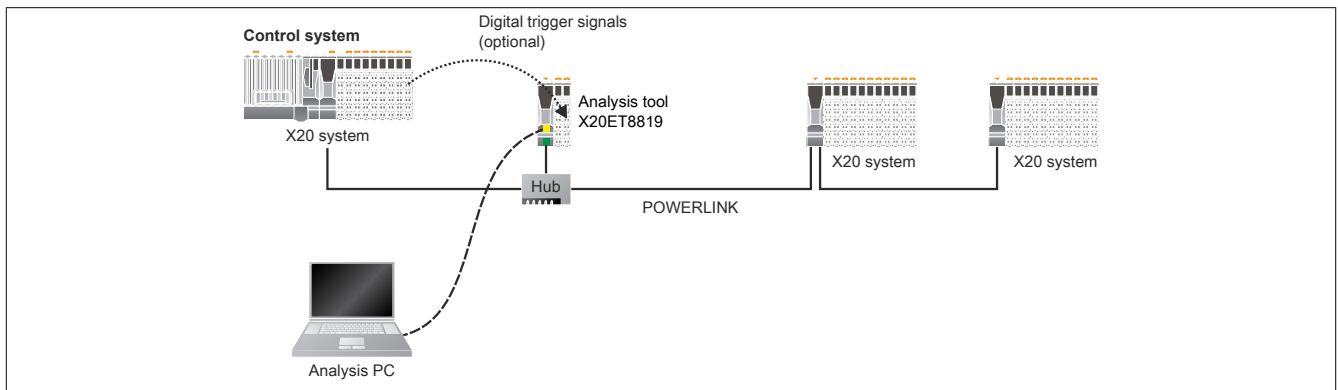 Digital trigger signals
(optional)
Control system
Analysis tool
X20ET8819
X20 system
X20 system
X20 system
Hub
POWERLINK
Analysis PC